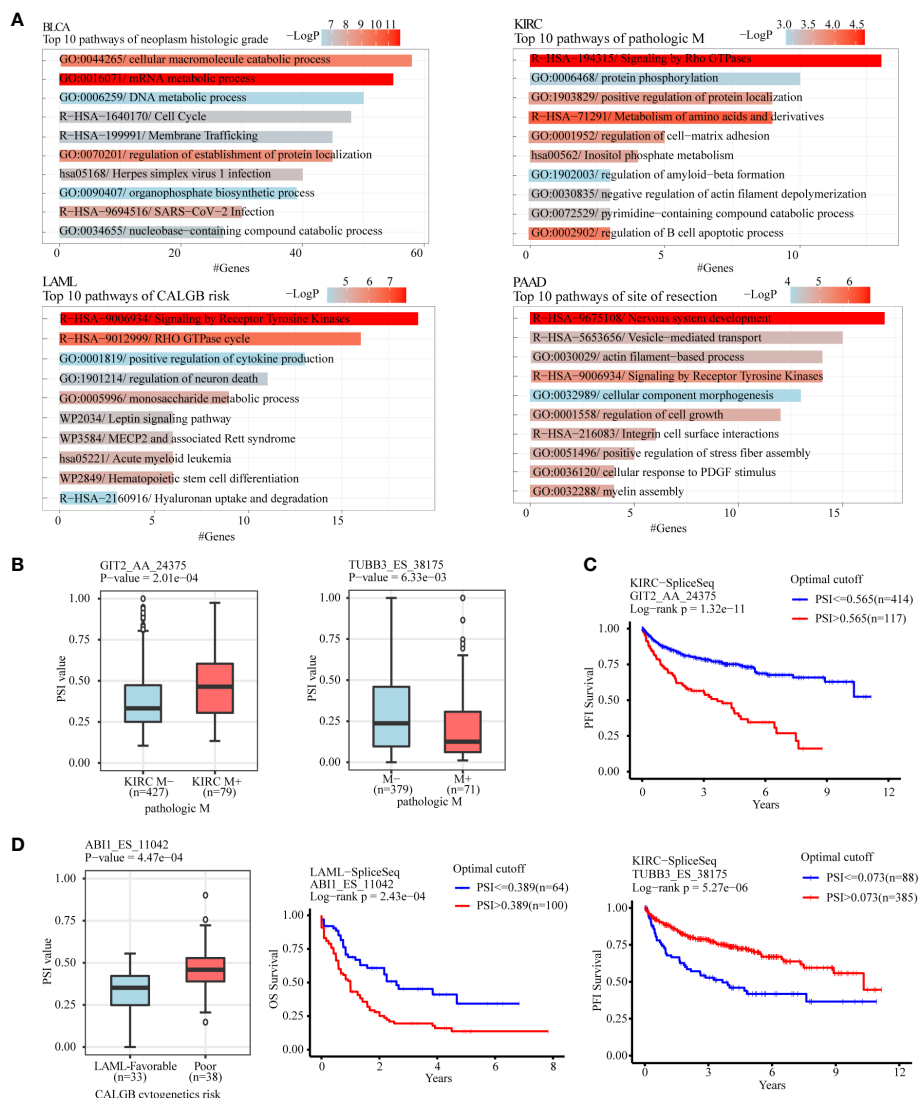 A
BLCA
Top 10 pathways of neoplasm histologic grade
−LogP
7 8 9 10 11
GO:0044265/ cellular macromolecule catabolic process
GO:0016071/ mRNA metabolic process
GO:0006259/ DNA metabolic process
R−HSA−1640170/ Cell Cycle
R−HSA−199991/ Membrane Trafficking
GO:0070201/ regulation of establishment of protein localization
hsa05168/ Herpes simplex virus 1 infection
GO:0090407/ organophosphate biosynthetic process
R−HSA−9694516/ SARS−CoV−2 Infection
GO:0034655/ nucleobase−containing compound catabolic process
0 20 40 60
#Genes
KIRC
Top 10 pathways of pathologic M
−LogP
3.0 3.5 4.0 4.5
R−HSA−194315/ Signaling by Rho GTPases
GO:0006468/ protein phosphorylation
GO:1903829/ positive regulation of protein localization
R−HSA−71291/ Metabolism of amino acids and derivatives
GO:0001952/ regulation of cell−matrix adhesion
hsa00562/ Inositol phosphate metabolism
GO:1902003/ regulation of amyloid−beta formation
GO:0030835/ negative regulation of actin filament depolymerization
GO:0072529/ pyrimidine−containing compound catabolic process
GO:0002902/ regulation of B cell apoptotic process
0 5 10
#Genes
LAML
Top 10 pathways of CALGB risk
−LogP
5 6 7
R−HSA−9006934/ Signaling by Receptor Tyrosine Kinases
R−HSA−9012999/ RHO GTPase cycle
GO:0001819/ positive regulation of cytokine production
GO:1901214/ regulation of neuron death
GO:0005996/ monosaccharide metabolic process
WP2034/ Leptin signaling pathway
WP3584/ MECP2 and associated Rett syndrome
hsa05221/ Acute myeloid leukemia
WP2849/ Hematopoietic stem cell differentiation
R−HSA−2160916/ Hyaluronan uptake and degradation
0 5 10 15
#Genes
PAAD
Top 10 pathways of site of resection
−LogP
4 5 6
R−HSA−9675108/ Nervous system development
R−HSA−5653656/ Vesicle−mediated transport
GO:0030029/ actin filament−based process
R−HSA−9006934/ Signaling by Receptor Tyrosine Kinases
GO:0032989/ cellular component morphogenesis
GO:0001558/ regulation of cell growth
R−HSA−216083/ Integrin cell surface interactions
GO:0051496/ positive regulation of stress fiber assembly
GO:0036120/ cellular response to PDGF stimulus
GO:0032288/ myelin assembly
0 5 10 15
#Genes
B
GIT2_AA_24375
P−value = 2.01e−04
PSI value
1.00
0.75
0.50
0.25
0.00
KIRC M− KIRC M+
(n=427) (n=79)
pathologic M
TUBB3_ES_38175
P−value = 6.33e−03
PSI value
1.00
0.75
0.50
0.25
0.00
M− M+
(n=379) (n=71)
pathologic M
C
KIRC−SpliceSeq
GIT2_AA_24375
Log−rank p = 1.32e−11
Optimal cutoff
PSI<=0.565(n=414)
PSI>0.565(n=117)
PFI Survival
1.00
0.75
0.50
0.25
0.00
0 3 6 9 12
Years
D
ABI1_ES_11042
P−value = 4.47e−04
PSI value
1.00
0.75
0.50
0.25
0.00
LAML-Favorable Poor
(n=33) (n=38)
CALGB cytogenetics risk
LAML−SpliceSeq
ABI1_ES_11042
Log−rank p = 2.43e−04
Optimal cutoff
PSI<=0.389(n=64)
PSI>0.389(n=100)
OS Survival
1.00
0.75
0.50
0.25
0.00
0 2 4 6 8
Years
KIRC−SpliceSeq
TUBB3_ES_38175
Log−rank p = 5.27e−06
Optimal cutoff
PSI<=0.073(n=88)
PSI>0.073(n=385)
PFI Survival
1.00
0.75
0.50
0.25
0.00
0 3 6 9 12
Years